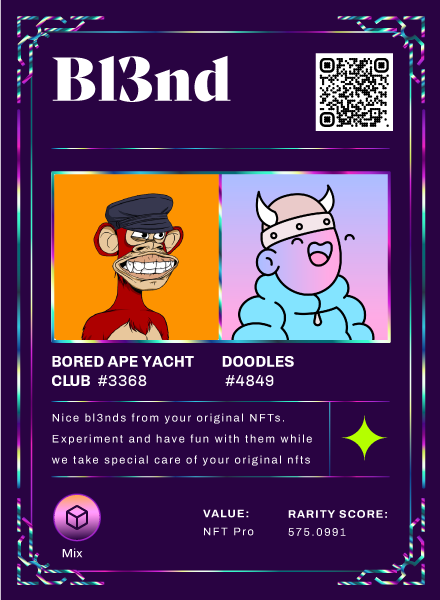 Bl3nd
BORED APE YACHT
CLUB #3368
DOODLES
#4849
Nice bl3nds from your original NFTs.
Experiment and have fun with them while
we take special care of your original nfts
Mix
VALUE:
NFT Pro
RARITY SCORE:
575.0991